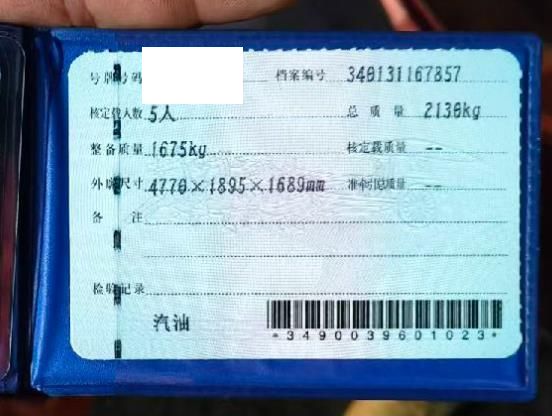 号牌号码 档案编号 340131167857
核定载人数 5人 总质量 2136kg
整备质量 1675kg 核定载质量 --
外廓尺寸 4770×1895×1689mm 准牵引总质量 --
备注
检验记录
汽油
*3490039601023*